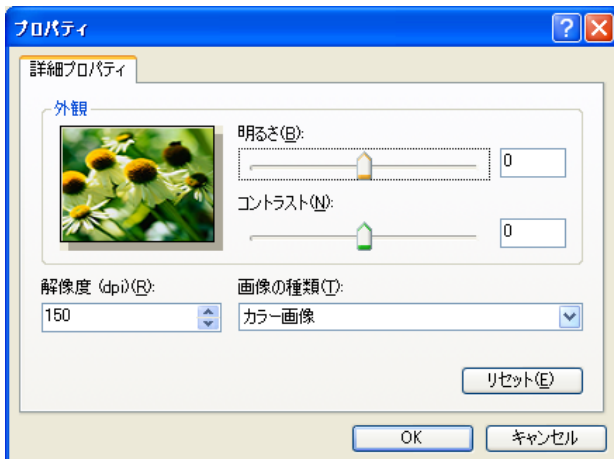 プロパティ
詳細プロパティ
外観
明るさ(B):
0
コントラスト(N):
0
解像度 (dpi)(R):
150
画像の種類(T):
カラー画像
リセット(E)
OK
キャンセル